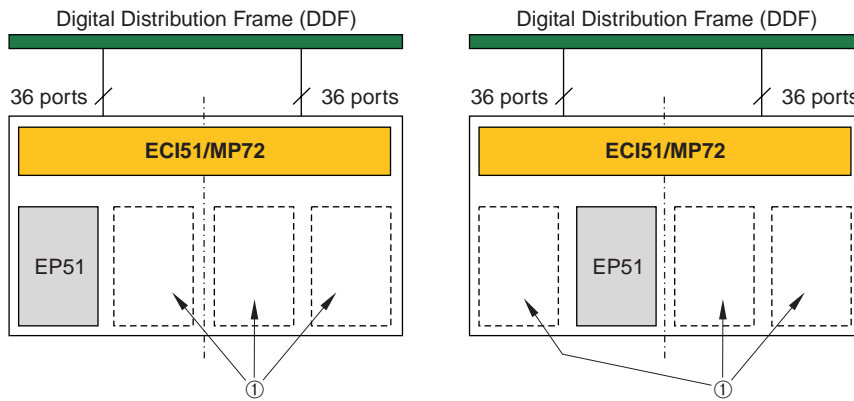 Digital Distribution Frame (DDF)
36 ports
36 ports
ECI51/MP72
EP51
①
Digital Distribution Frame (DDF)
36 ports
36 ports
ECI51/MP72
EP51
①